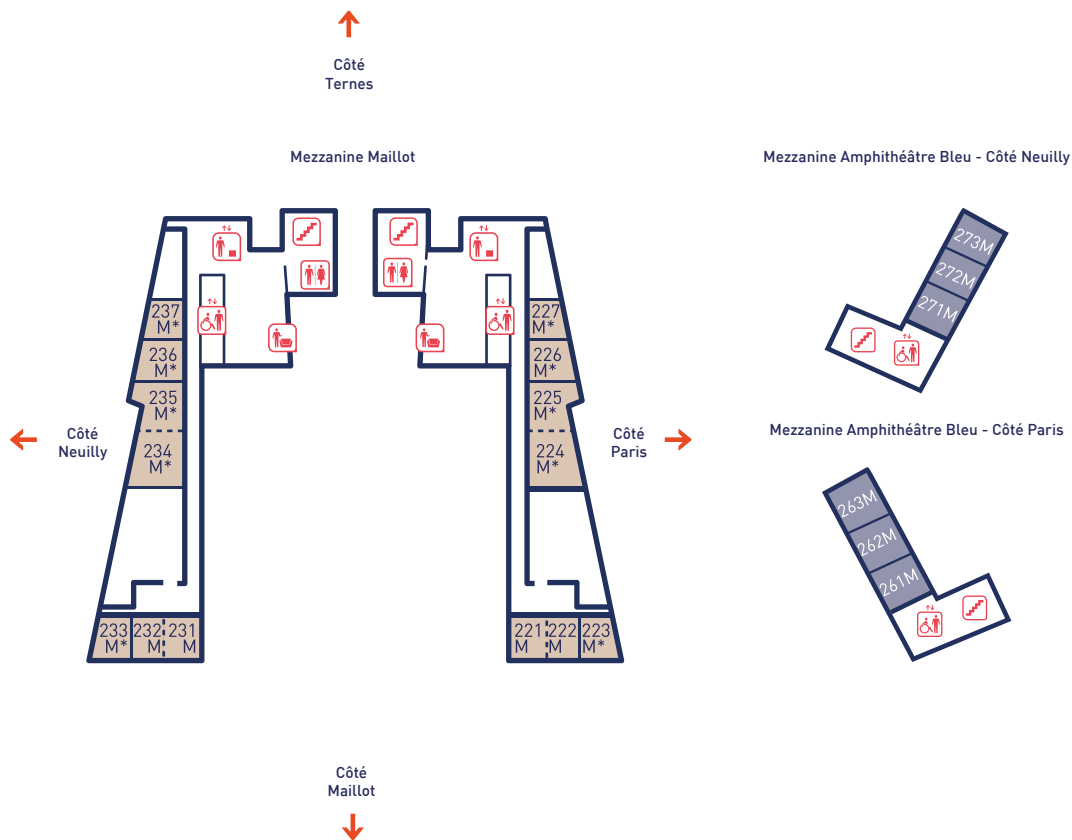 Côté
Ternes
Mezzanine Maillot
Mezzanine Amphithéâtre Bleu - Côté Neuilly
237
M*
236
M*
235
M*
234
M*
233
M*
232
M
231
M
227
M*
226
M*
225
M*
224
M*
221
M
222
M
223
M*
Côté
Neuilly
Côté
Paris
273M
272M
271M
Mezzanine Amphithéâtre Bleu - Côté Paris
263M
262M
261M
Côté
Maillot